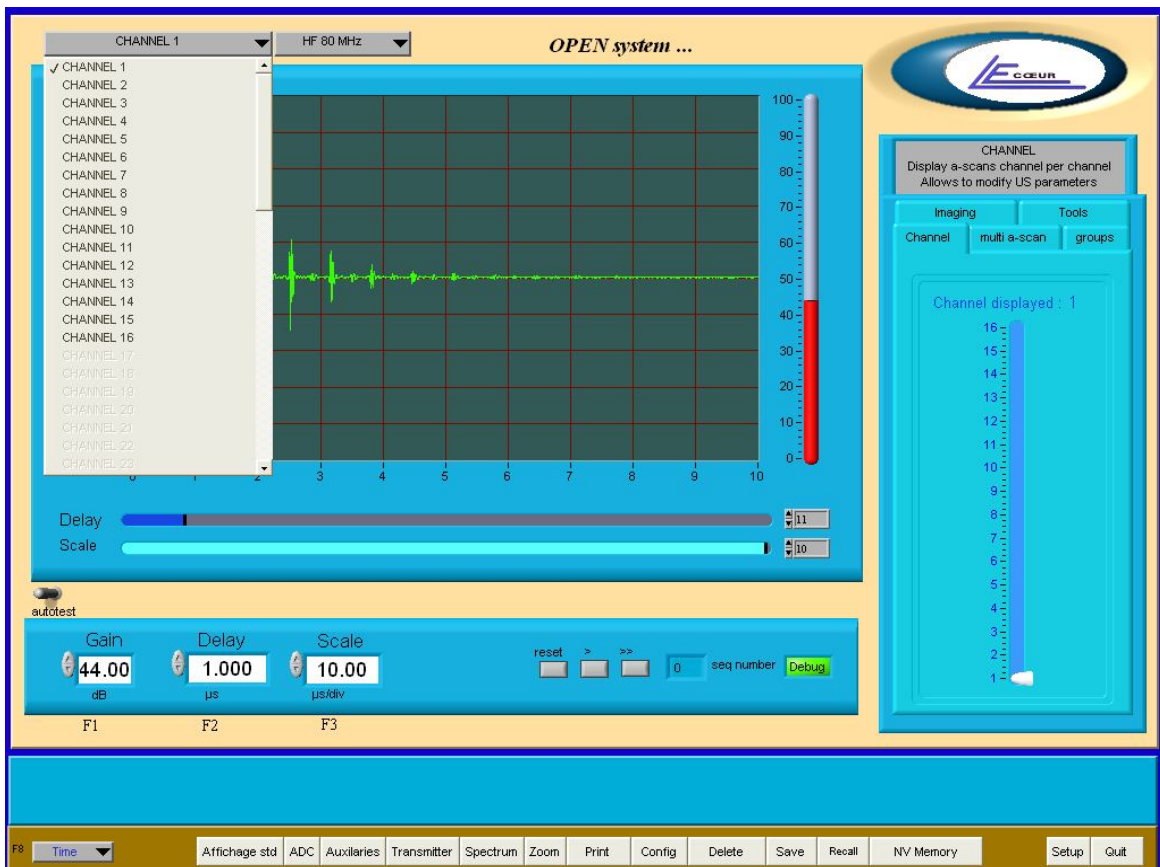 CHANNEL 1
HF 80 MHz
OPEN system ...
LE CŒUR
CHANNEL 1
CHANNEL 2
CHANNEL 3
CHANNEL 4
CHANNEL 5
CHANNEL 6
CHANNEL 7
CHANNEL 8
CHANNEL 9
CHANNEL 10
CHANNEL 11
CHANNEL 12
CHANNEL 13
CHANNEL 14
CHANNEL 15
CHANNEL 16
CHANNEL 17
CHANNEL 18
CHANNEL 19
CHANNEL 20
CHANNEL 21
CHANNEL 22
CHANNEL 23
100
90
80
70
60
50
40
30
20
10
0
0 1 2 3 4 5 6 7 8 9 10
Delay 11
Scale 10
CHANNEL
Display a-scans channel per channel
Allows to modify US parameters
Imaging Tools
Channel multi a-scan groups
Channel displayed : 1
16
15
14
13
12
11
10
9
8
7
6
5
4
3
2
1
autotest
Gain Delay Scale
44.00 1.000 10.00
dB µs µs/div
F1 F2 F3
reset > >> 0 seq number Debug
F8 Time Affichage std ADC Auxilaries Transmitter Spectrum Zoom Print Config Delete Save Recall NV Memory Setup Quit